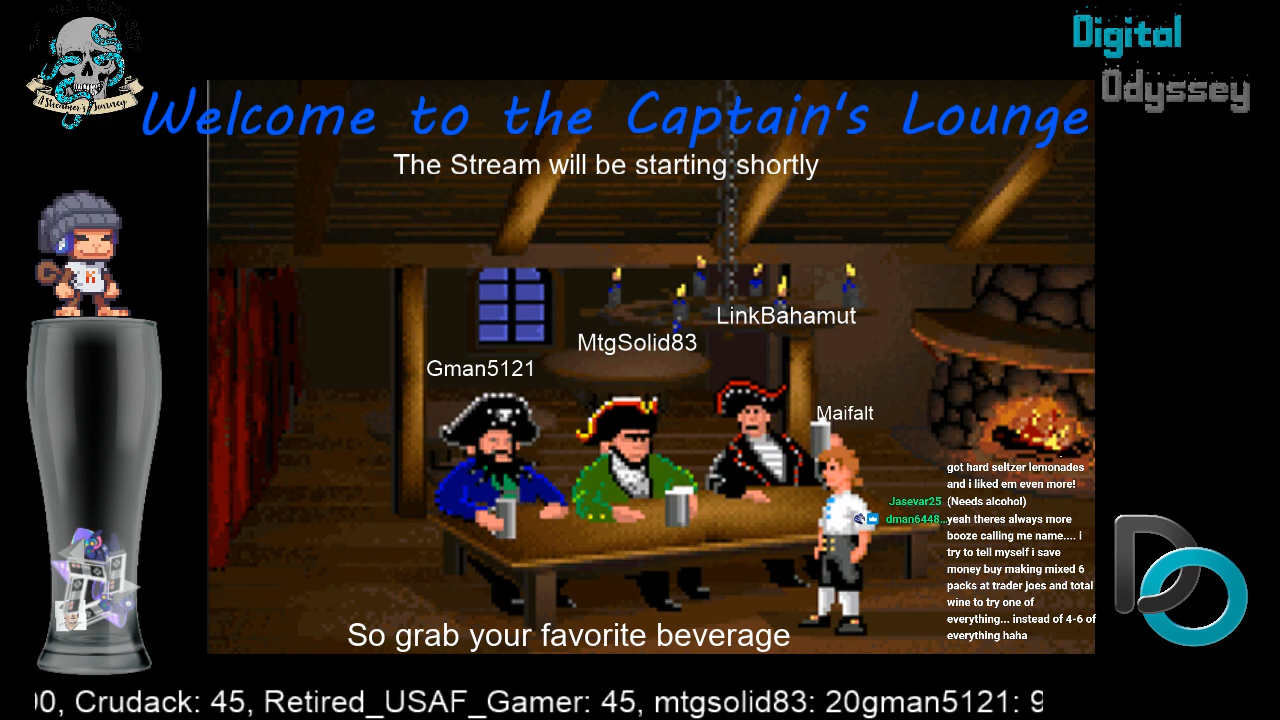 Digital
Odyssey
A Streamer's Journey
Welcome to the Captain's Lounge
The Stream will be starting shortly
LinkBahamut
MtgSolid83
Gman5121
Maifalt
K
got hard seltzer lemonades
and i liked em even more!
Jasevar25 (Needs alcohol)
dman6448... yeah theres always more
booze calling me name.... i
try to tell myself i save
money buy making mixed 6
packs at trader joes and total
wine to try one of
everything... instead of 4-6 of
everything haha
So grab your favorite beverage
00, Crudack: 45, Retired_USAF_Gamer: 45, mtgsolid83: 20gman5121: 9